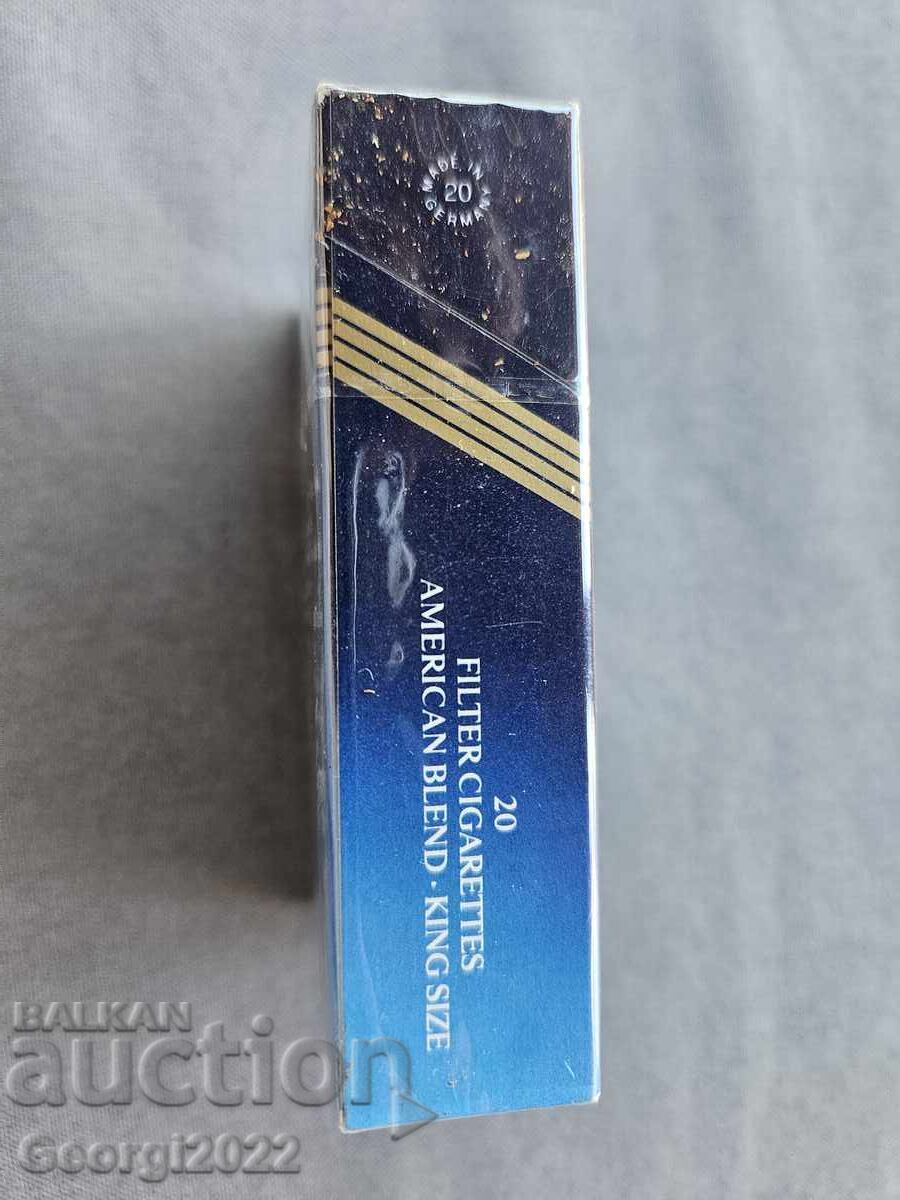 MADE IN
20
GERMANY
20
FILTER CIGARETTES
AMERICAN BLEND · KING SIZE
BALKAN
auction
Georgi2022